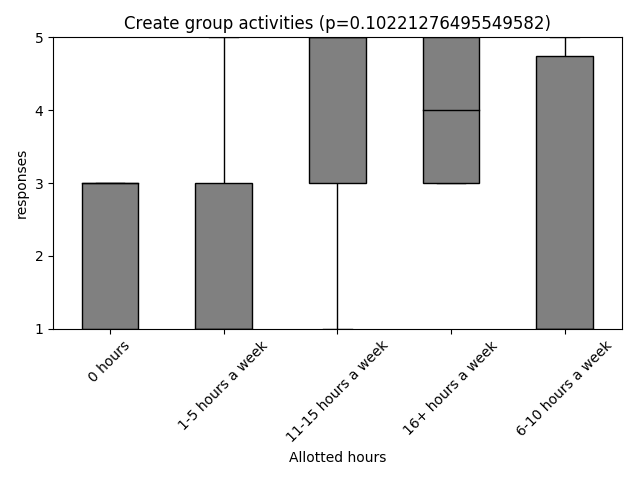 Create group activities (p=0.10221276495549582)
responses
5
4
3
2
1
0 hours
1-5 hours a week
11-15 hours a week
16+ hours a week
6-10 hours a week
Allotted hours